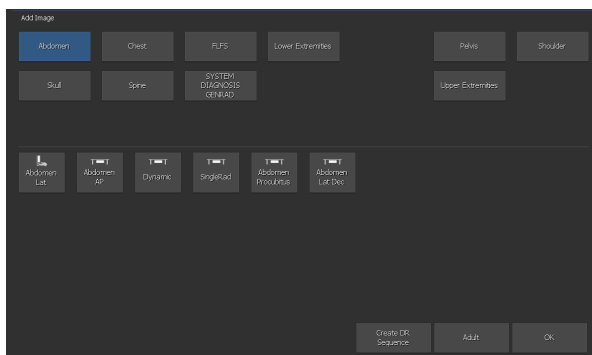 Add Image
Abdomen Chest FLFS Lower Extremities Pelvis Shoulder
Skull Spine SYSTEM DIAGNOSIS GENRAD Upper Extremities
Abdomen Lat
Abdomen AP
Dynamic
SingleRad
Abdomen Procubitus
Abdomen Lat Dec
Create DR Sequence
Adult
OK